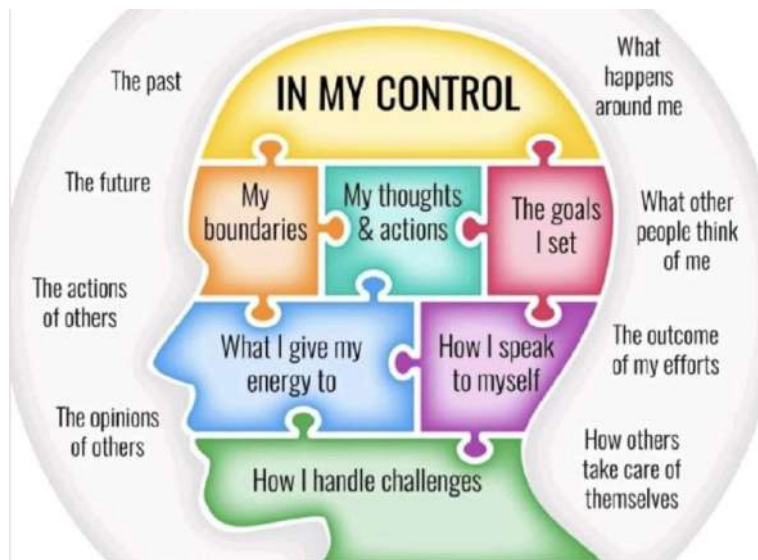 The past
The future
The actions
of others
The opinions
of others
IN MY CONTROL
My
boundaries
My thoughts
& actions
The goals
I set
What I give my
energy to
How I speak
to myself
How I handle challenges
What
happens
around me
What other
people think
of me
The outcome
of my efforts
How others
take care of
themselves